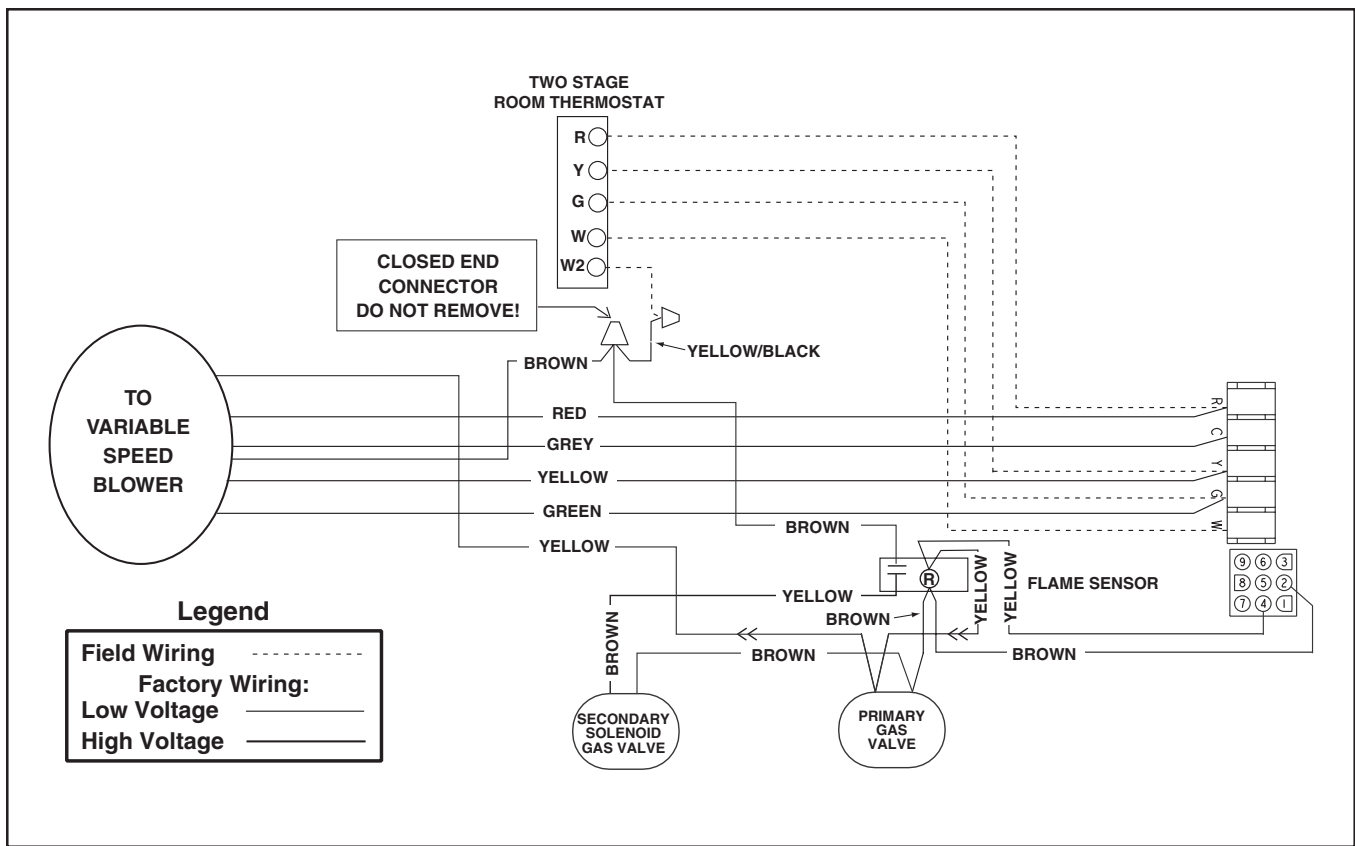 TWO STAGE
ROOM THERMOSTAT
R
Y
G
W
W2
CLOSED END
CONNECTOR
DO NOT REMOVE!
YELLOW/BLACK
BROWN
TO
VARIABLE
SPEED
BLOWER
RED
GREY
YELLOW
GREEN
YELLOW
R
C
Y
G
W
BROWN
R
YELLOW
YELLOW
FLAME SENSOR
9 6 3
8 5 2
7 4 1
YELLOW
BROWN
BROWN
BROWN
BROWN
SECONDARY
SOLENOID
GAS VALVE
PRIMARY
GAS
VALVE
Legend
Field Wiring
Factory Wiring:
Low Voltage
High Voltage